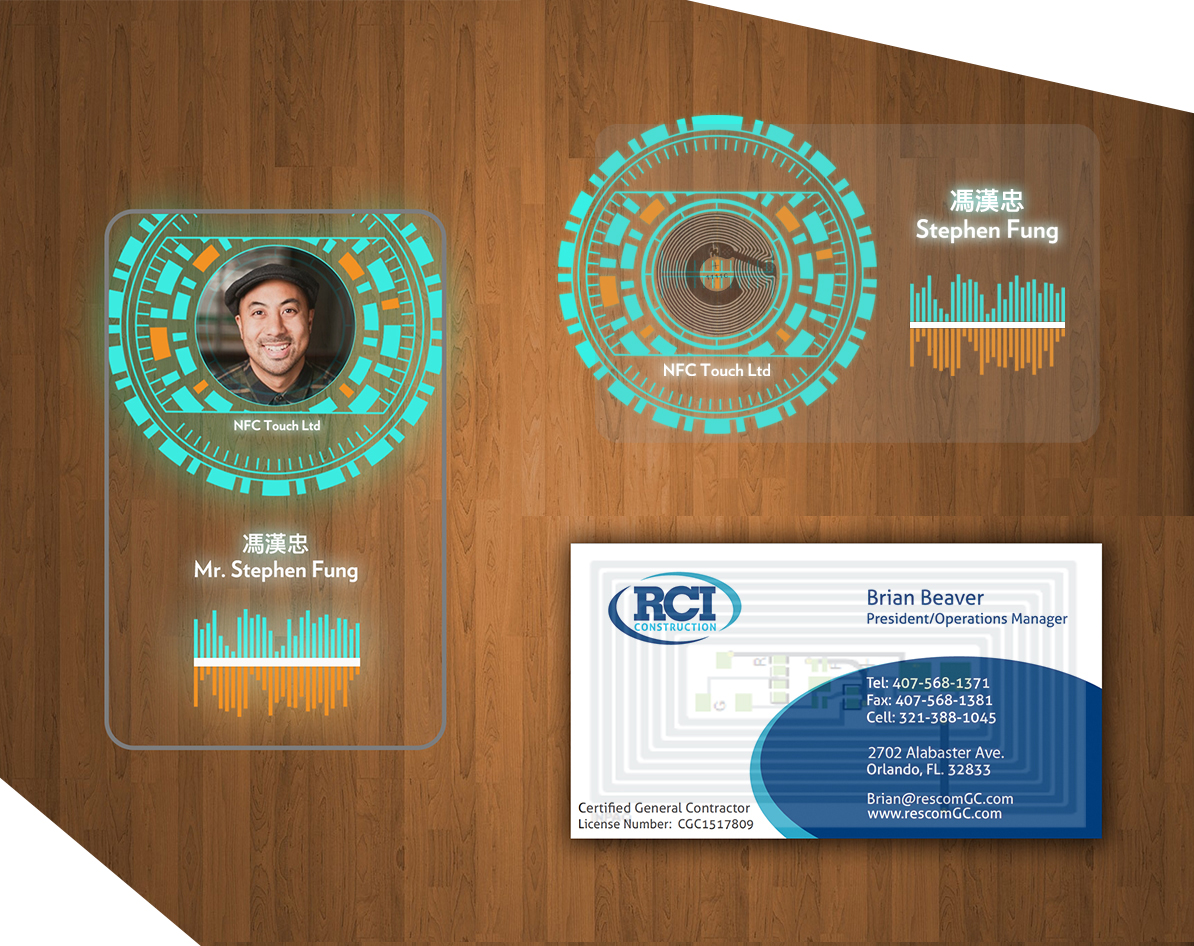 NFC Touch Ltd
馮漢忠
Mr. Stephen Fung
NFC Touch Ltd
馮漢忠
Stephen Fung
RCI
CONSTRUCTION
Brian Beaver
President/Operations Manager
R
G
Tel: 407-568-1371
Fax: 407-568-1381
Cell: 321-388-1045
2702 Alabaster Ave.
Orlando, FL. 32833
Brian@rescomGC.com
www.rescomGC.com
Certified General Contractor
License Number: CGC1517809